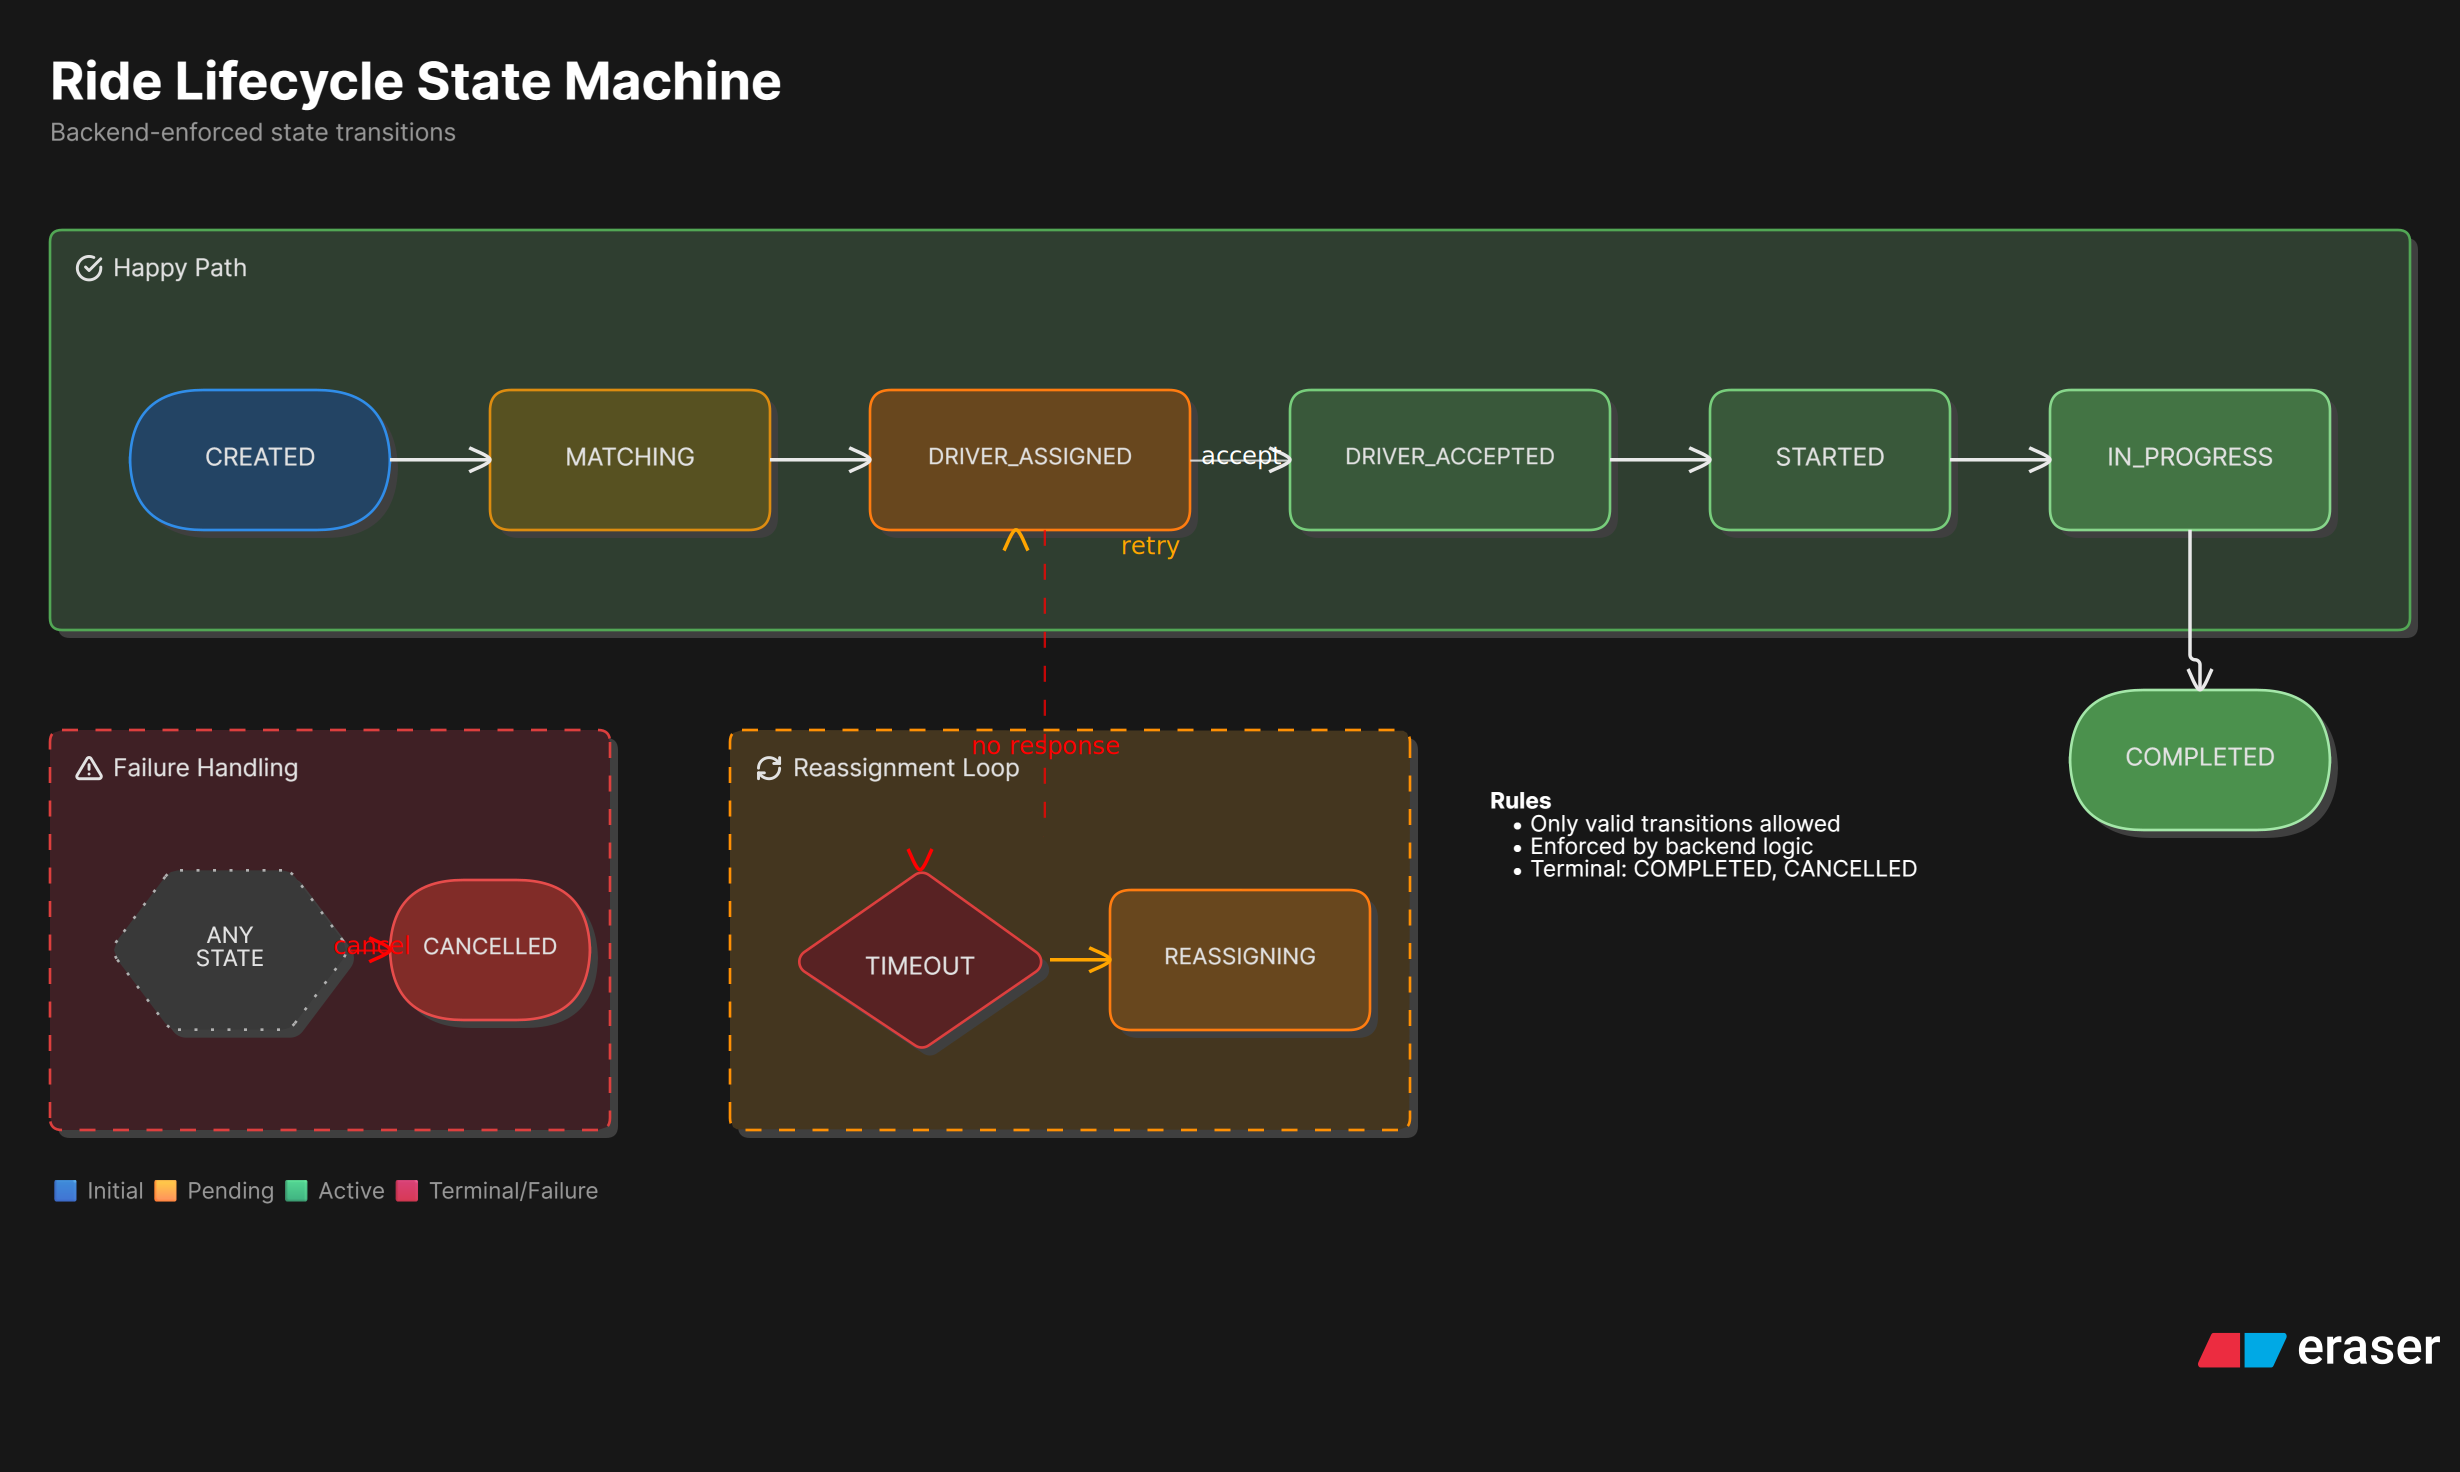 Ride Lifecycle State Machine
Backend-enforced state transitions
Happy Path
CREATED
MATCHING
DRIVER_ASSIGNED
accept
DRIVER_ACCEPTED
STARTED
IN_PROGRESS
retry
no response
COMPLETED
Failure Handling
ANY
STATE
cancel
CANCELLED
Reassignment Loop
TIMEOUT
REASSIGNING
Rules
• Only valid transitions allowed
• Enforced by backend logic
• Terminal: COMPLETED, CANCELLED
Initial
Pending
Active
Terminal/Failure
eraser